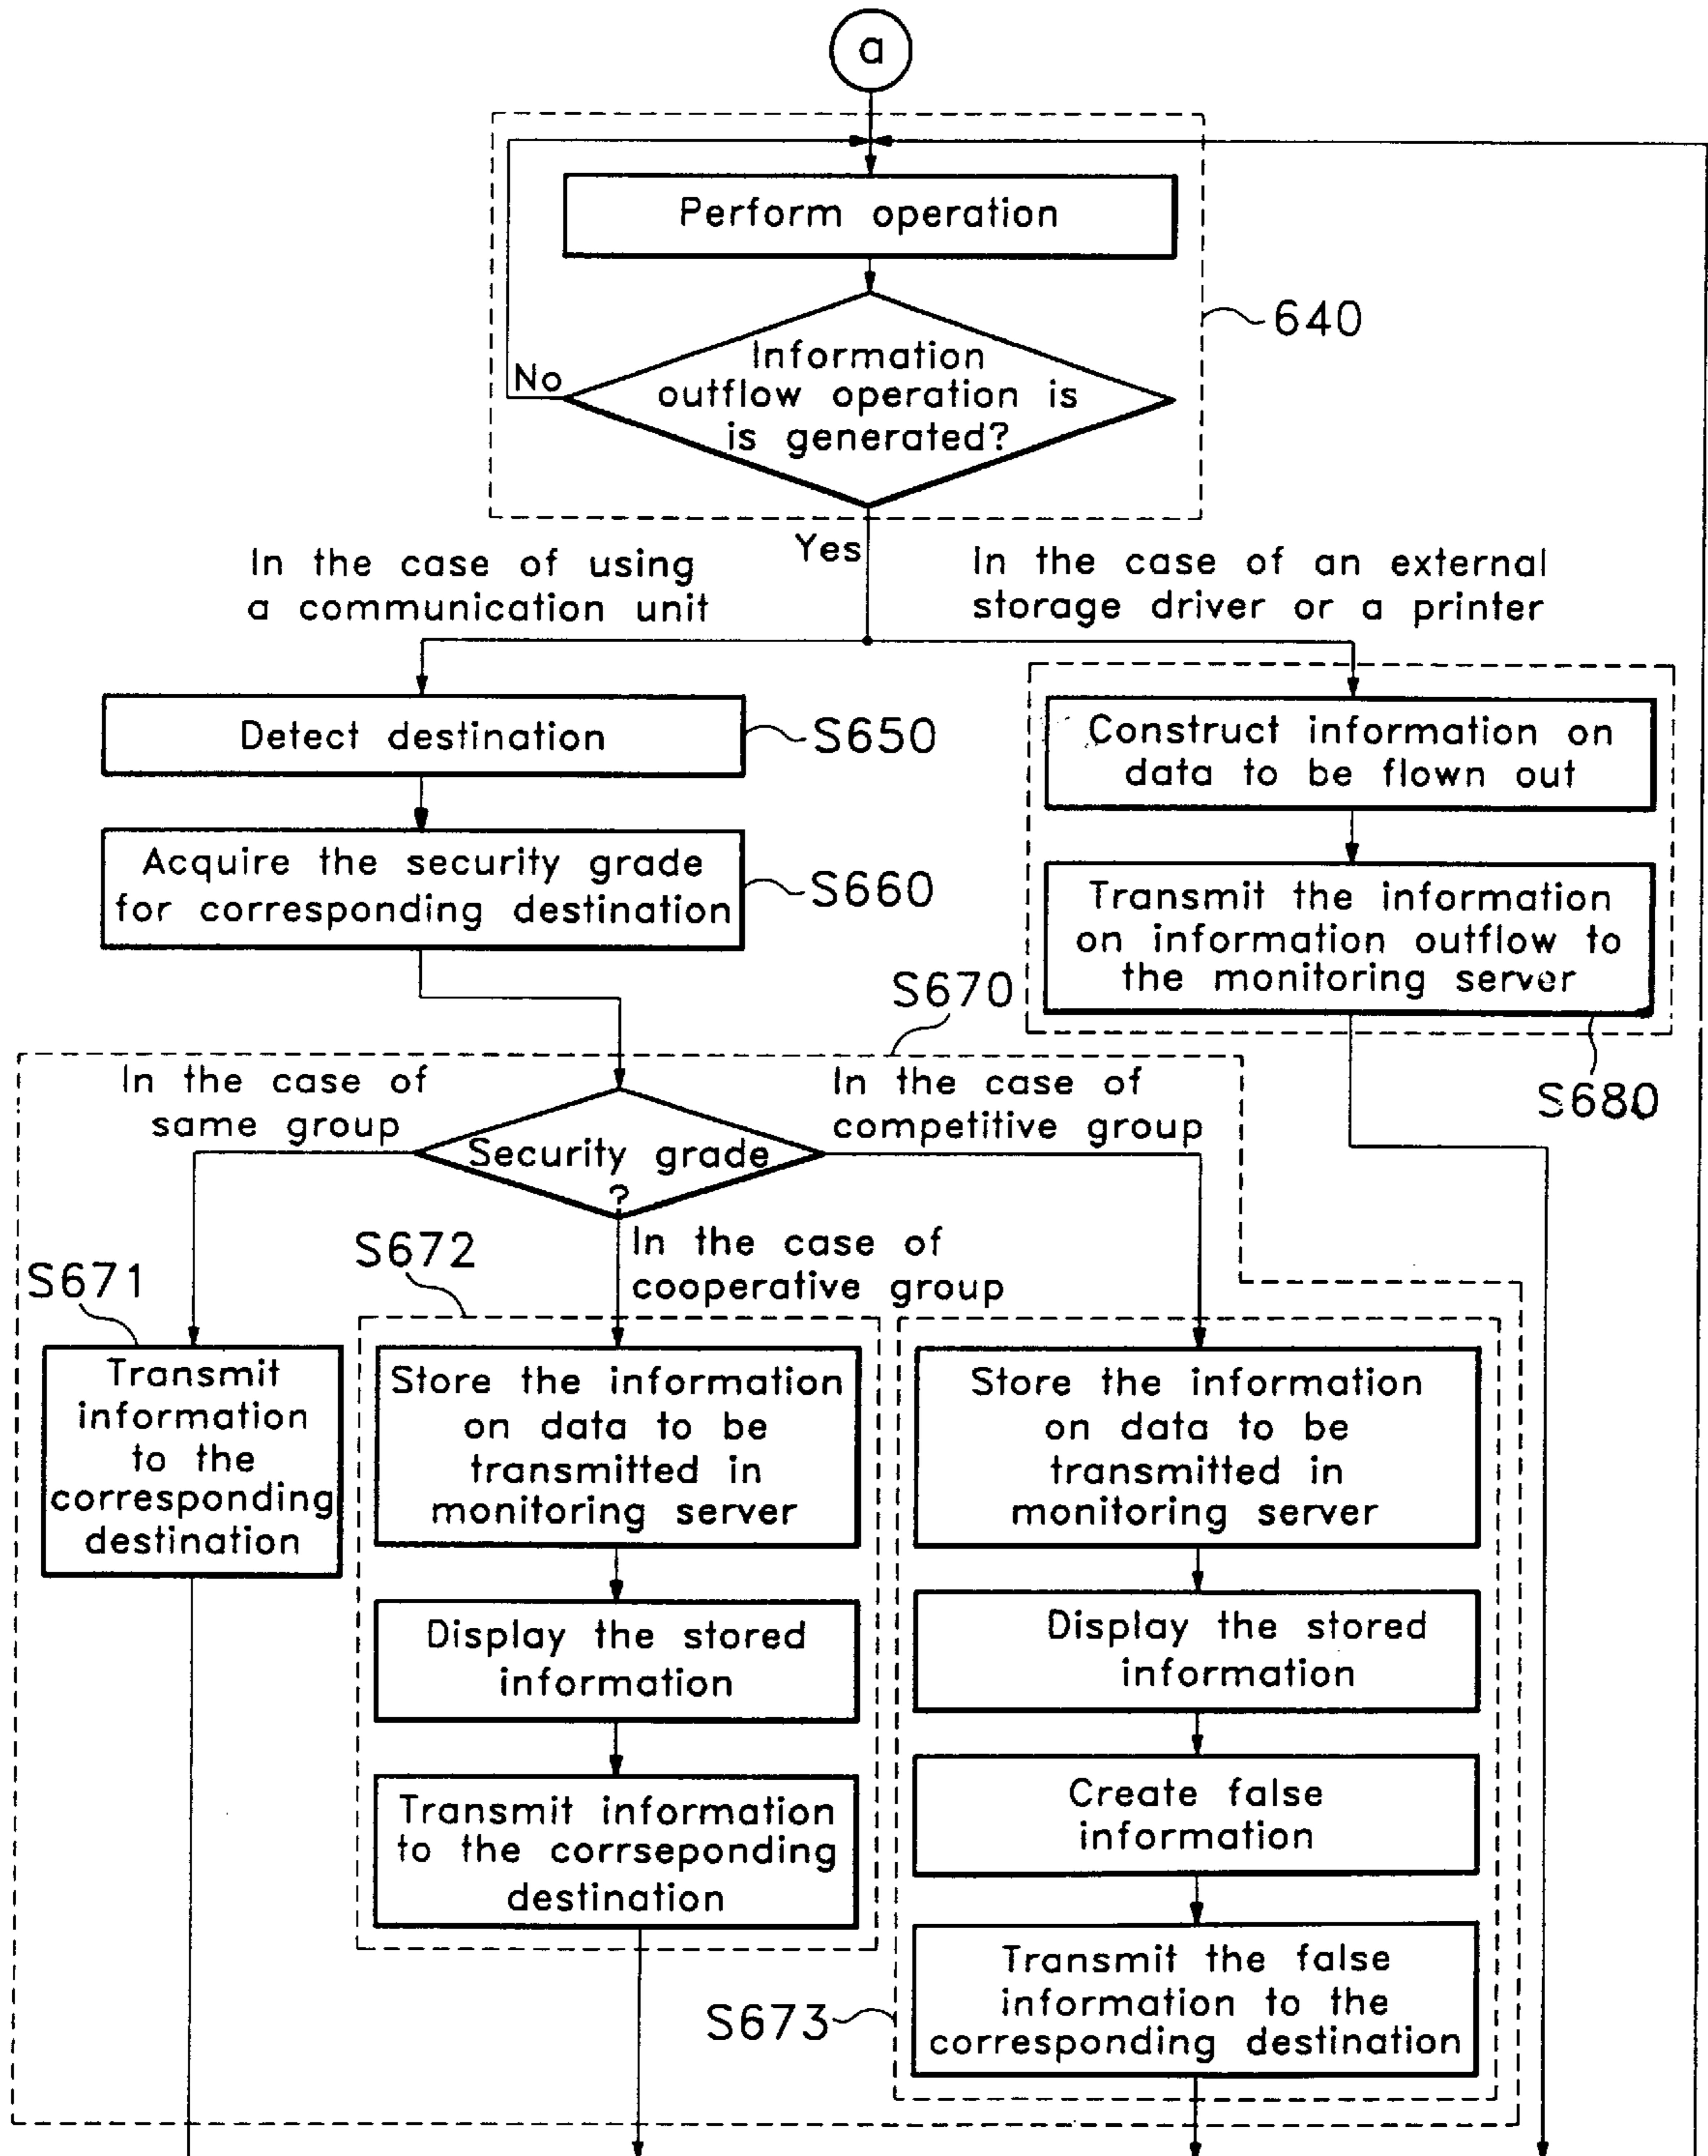 a
Perform operation
640
Information
outflow operation is
is generated?
No
Yes
In the case of using
a communication unit
In the case of an external
storage driver or a printer
Detect destination
S650
Construct information on
data to be flown out
Acquire the security grade
for corresponding destination
S660
Transmit the information
on information outflow to
the monitoring server
S670
S680
In the case of
same group
In the case of
competitive group
Security grade
?
In the case of
cooperative group
S671
S672
Transmit
information
to the
corresponding
destination
Store the information
on data to be
transmitted in
monitoring server
Display the stored
information
Transmit information
to the corrseponding
destination
Store the information
on data to be
transmitted in
monitoring server
Display the stored
information
Create false
information
Transmit the false
information to the
corresponding destination
S673